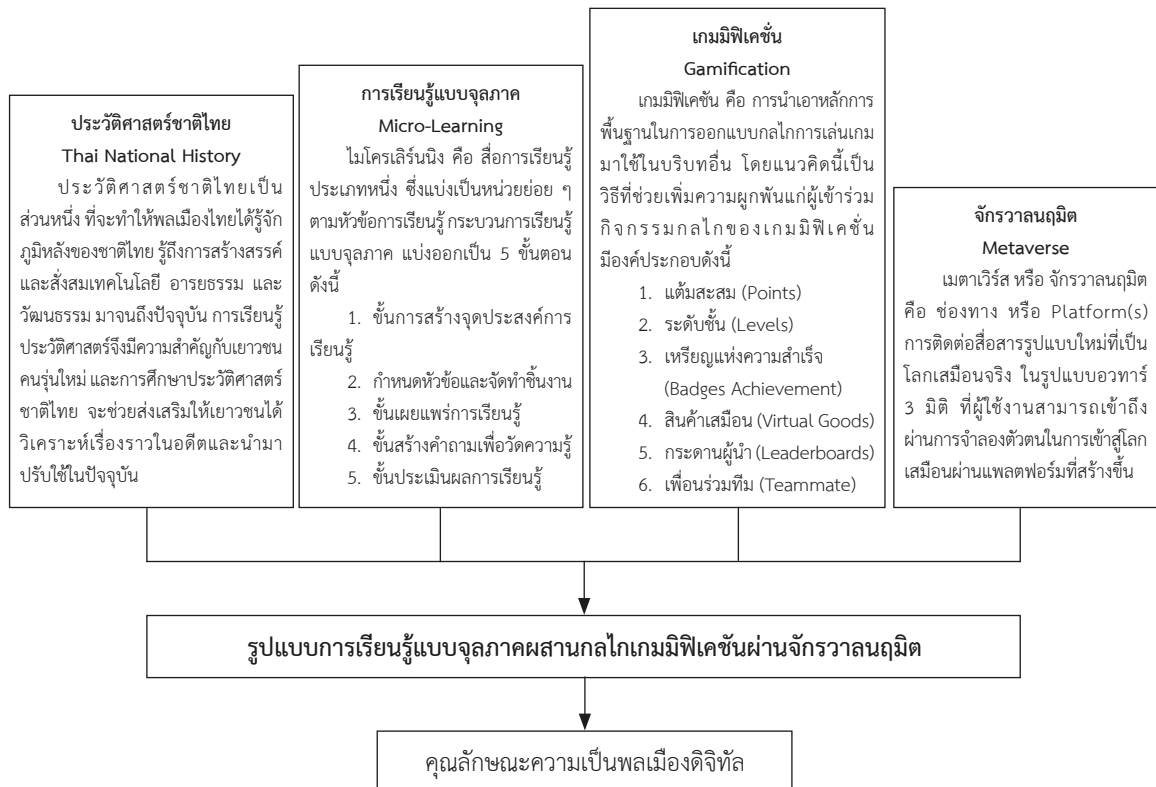 ประวัติศาสตร์ชาติไทย
Thai National History
ประวัติศาสตร์ชาติไทยเป็น
ส่วนหนึ่ง ที่จะทำให้พลเมืองไทยได้รู้จัก
ภูมิหลังของชาติไทย รู้ถึงการสร้างสรรค์
และสั่งสมเทคโนโลยี อารยธรรม และ
วัฒนธรรม มาจนถึงปัจจุบัน การเรียนรู้
ประวัติศาสตร์จึงมีความสำคัญกับเยาวชน
คนรุ่นใหม่ และการศึกษาประวัติศาสตร์
ชาติไทย จะช่วยส่งเสริมให้เยาวชนได้
วิเคราะห์เรื่องราวในอดีตและนำมา
ปรับใช้ในปัจจุบัน
การเรียนรู้แบบจุลภาค
Micro-Learning
ไมโครเลิร์นนิง คือ สื่อการเรียนรู้
ประเภทหนึ่ง ซึ่งแบ่งเป็นหน่วยย่อย ๆ
ตามหัวข้อการเรียนรู้ กระบวนการเรียนรู้
แบบจุลภาค แบ่งออกเป็น 5 ขั้นตอน
ดังนี้
1. ขั้นการสร้างจุดประสงค์การ
เรียนรู้
2. กำหนดหัวข้อและจัดทำชิ้นงาน
3. ขั้นเผยแพร่การเรียนรู้
4. ขั้นสร้างคำถามเพื่อวัดความรู้
5. ขั้นประเมินผลการเรียนรู้
เกมมิฟิเคชั่น
Gamification
เกมมิฟิเคชัน คือ การนำเอาหลักการ
พื้นฐานในการออกแบบกลไกการเล่นเกม
มาใช้ในบริบทอื่น โดยแนวคิดนี้เป็น
วิธีที่ช่วยเพิ่มความผูกพันแก่ผู้เข้าร่วม
กิจกรรมกลไกของเกมมิฟิเคชั่น
มีองค์ประกอบดังนี้
1. แต้มสะสม (Points)
2. ระดับชั้น (Levels)
3. เหรียญแห่งความสำเร็จ
(Badges Achievement)
4. สินค้าเสมือน (Virtual Goods)
5. กระดานผู้นำ (Leaderboards)
6. เพื่อนร่วมทีม (Teammate)
จักรวาลนฤมิต
Metaverse
เมตาเวิร์ส หรือ จักรวาลนฤมิต
คือ ช่องทาง หรือ Platform(s)
การติดต่อสื่อสารรูปแบบใหม่ที่เป็น
โลกเสมือนจริง ในรูปแบบอวทาร์
3 มิติ ที่ผู้ใช้งานสามารถเข้าถึง
ผ่านการจำลองตัวตนในการเข้าสู่โลก
เสมือนผ่านแพลตฟอร์มที่สร้างขึ้น
รูปแบบการเรียนรู้แบบจุลภาคผสานกลไกเกมมิฟิเคชันผ่านจักรวาลนฤมิต
คุณลักษณะความเป็นพลเมืองดิจิทัล